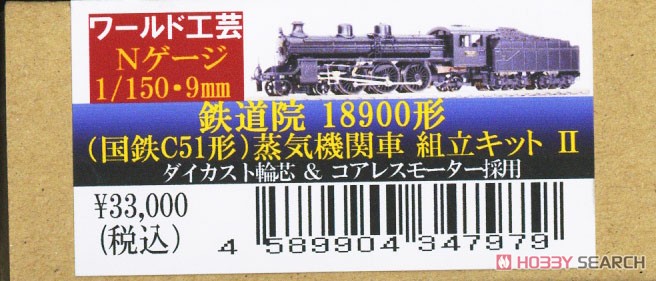 ワールド工芸
Nゲージ
1/150・9mm
鉄道院 18900形
(国鉄C51形)蒸気機関車 組立キット Ⅱ
ダイカスト輪芯 & コアレスモーター採用
¥33,000
(税込)
4 589904 347979
HOBBY SEARCH